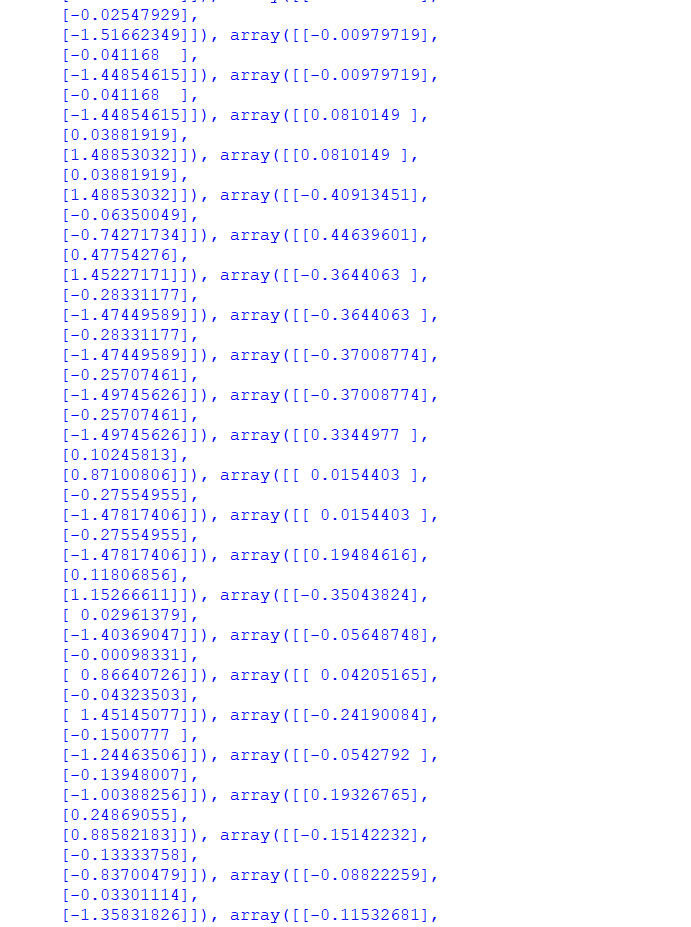 [-0.02547929],
[-1.51662349]]), array([[-0.00979719],
[-0.041168  ],
[-1.44854615]]), array([[-0.00979719],
[-0.041168  ],
[-1.44854615]]), array([[0.0810149 ],
[0.03881919],
[1.48853032]]), array([[0.0810149 ],
[0.03881919],
[1.48853032]]), array([[-0.40913451],
[-0.06350049],
[-0.74271734]]), array([[0.44639601],
[0.47754276],
[1.45227171]]), array([[-0.3644063 ],
[-0.28331177],
[-1.47449589]]), array([[-0.3644063 ],
[-0.28331177],
[-1.47449589]]), array([[-0.37008774],
[-0.25707461],
[-1.49745626]]), array([[-0.37008774],
[-0.25707461],
[-1.49745626]]), array([[0.3344977 ],
[0.10245813],
[0.87100806]]), array([[ 0.0154403 ],
[-0.27554955],
[-1.47817406]]), array([[ 0.0154403 ],
[-0.27554955],
[-1.47817406]]), array([[0.19484616],
[0.11806856],
[1.15266611]]), array([[-0.35043824],
[ 0.02961379],
[-1.40369047]]), array([[-0.05648748],
[-0.00098331],
[ 0.86640726]]), array([[ 0.04205165],
[-0.04323503],
[ 1.45145077]]), array([[-0.24190084],
[-0.1500777 ],
[-1.24463506]]), array([[-0.0542792 ],
[-0.13948007],
[-1.00388256]]), array([[0.19326765],
[0.24869055],
[0.88582183]]), array([[-0.15142232],
[-0.13333758],
[-0.83700479]]), array([[-0.08822259],
[-0.03301114],
[-1.35831826]]), array([[-0.11532681],